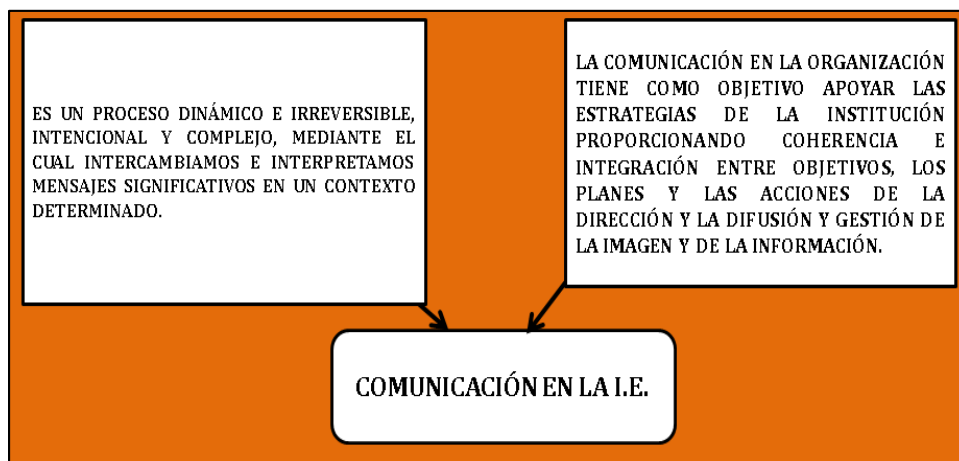 ES UN PROCESO DINÁMICO E IRREVERSIBLE,
INTENCIONAL Y COMPLEJO, MEDIANTE EL
CUAL INTERCAMBIAMOS E INTERPRETAMOS
MENSAJES SIGNIFICATIVOS EN UN CONTEXTO
DETERMINADO.
LA COMUNICACIÓN EN LA ORGANIZACIÓN
TIENE COMO OBJETIVO APOYAR LAS
ESTRATEGIAS DE LA INSTITUCIÓN
PROPORCIONANDO COHERENCIA E
INTEGRACIÓN ENTRE OBJETIVOS, LOS
PLANES Y LAS ACCIONES DE LA
DIRECCIÓN Y LA DIFUSIÓN Y GESTIÓN DE
LA IMAGEN Y DE LA INFORMACIÓN.
COMUNICACIÓN EN LA I.E.